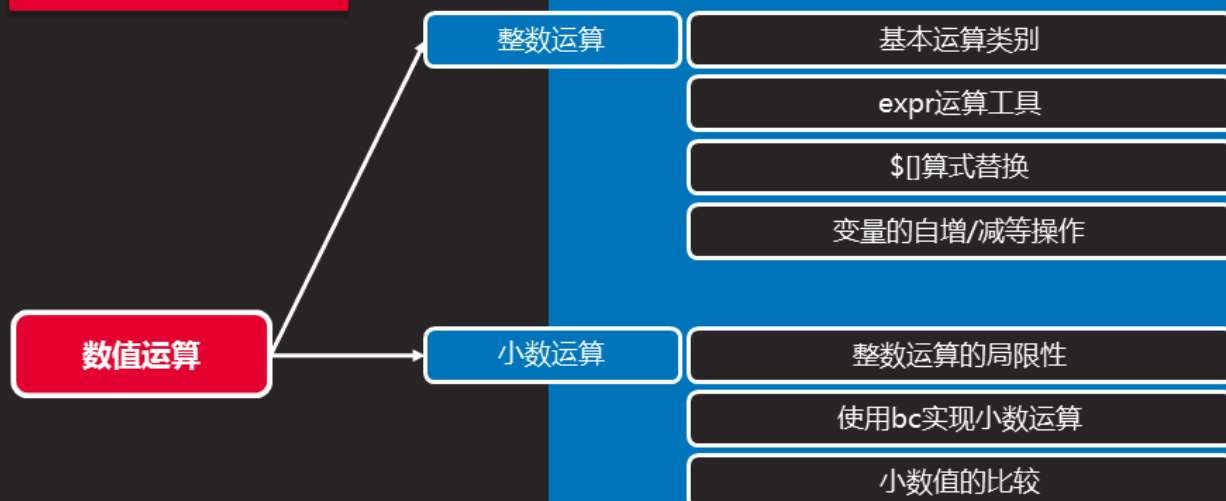 整数运算
基本运算类别
expr运算工具
$[]算式替换
变量的自增/减等操作
数值运算
小数运算
整数运算的局限性
使用bc实现小数运算
小数值的比较